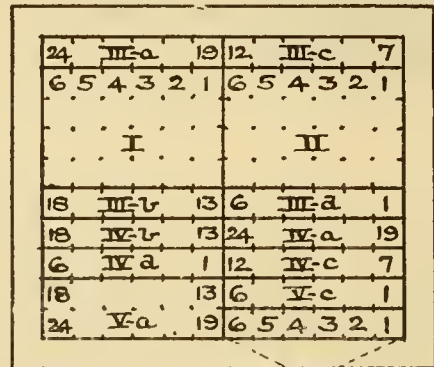 24 III-a 19 12 III-c 7
6 5 4 3 2 1 6 5 4 3 2 1
I II
18 III-b 13 6 III-d 1
18 IV-b 13 24 IV-a 19
6 IV d 1 12 IV-c 7
18 13 6 V-c 1
24 V-a 19 6 5 4 3 2 1